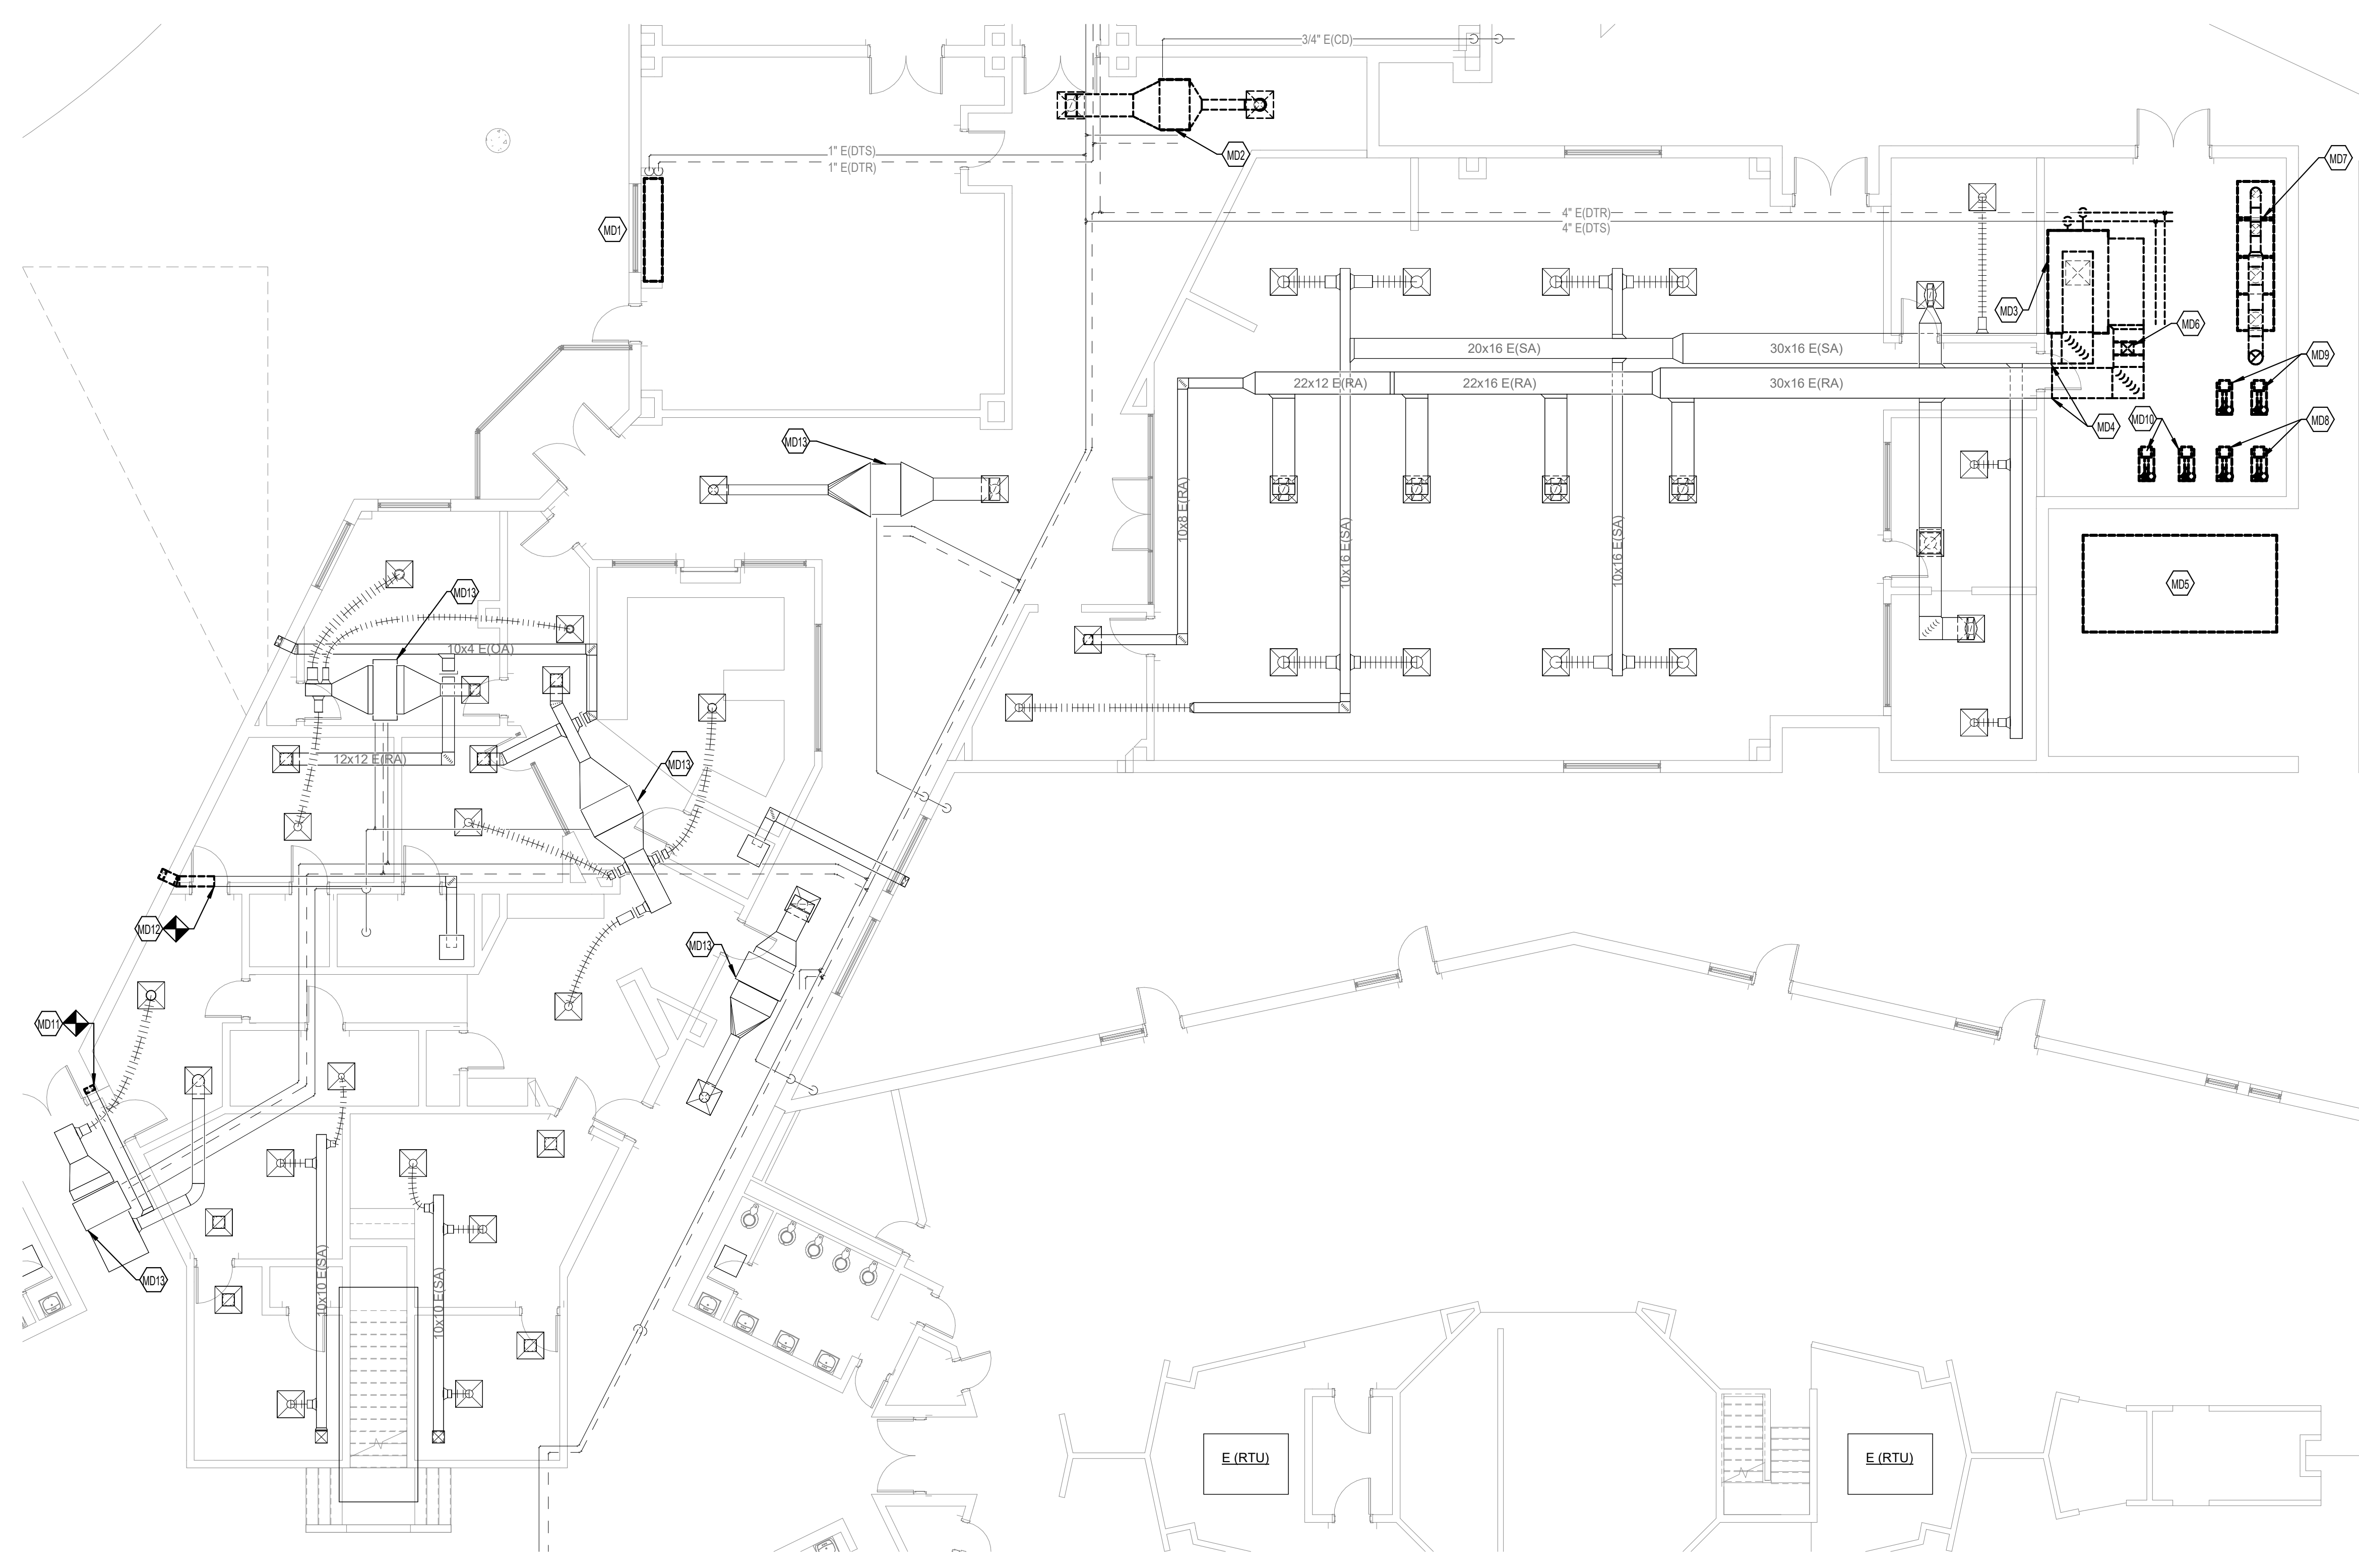 3/4" E(CD)
MD2
1" E(DTS)
1" E(DTR)
MD7
MD1
4" E(DTR)
4" E(DTS)
MD3
MD6
20x16 E(SA)
30x16 E(SA)
MD9
22x12 E(RA)
22x16 E(RA)
30x16 E(RA)
MD10
MD8
MD4
MD13
10x8 E(RA)
10x16 E(SA)
10x16 E(SA)
MD5
MD13
10x4 E(OA)
12x12 E(RA)
MD13
MD12
MD13
MD11
MD13
10x10 E(SA)
10x10 E(SA)
E (RTU)
E (RTU)